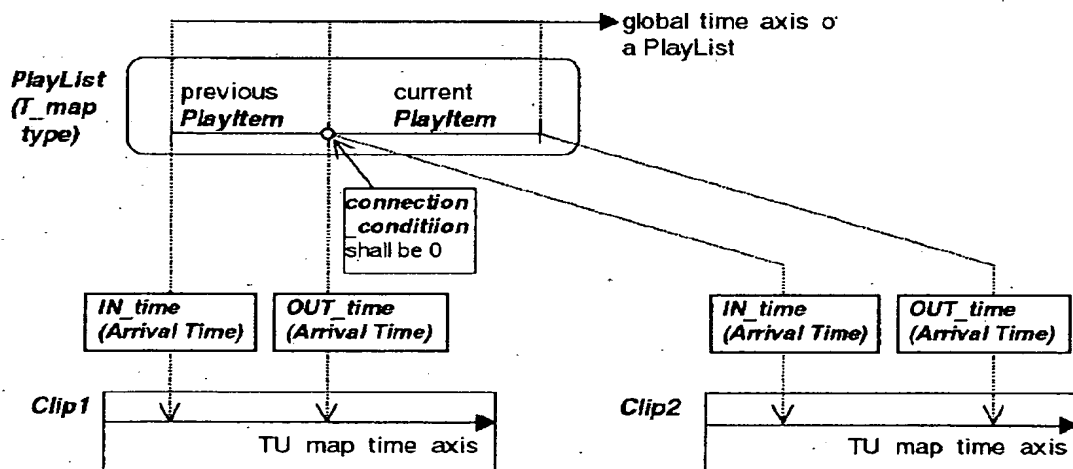 global time axis o
a PlayList
PlayList
(T_map
type)
previous
PlayItem
current
PlayItem
connection
_conditiion
shall be 0
IN_time
(Arrival Time)
OUT_time
(Arrival Time)
IN_time
(Arrival Time)
OUT_time
(Arrival Time)
Clip1
TU map time axis
Clip2
TU map time axis